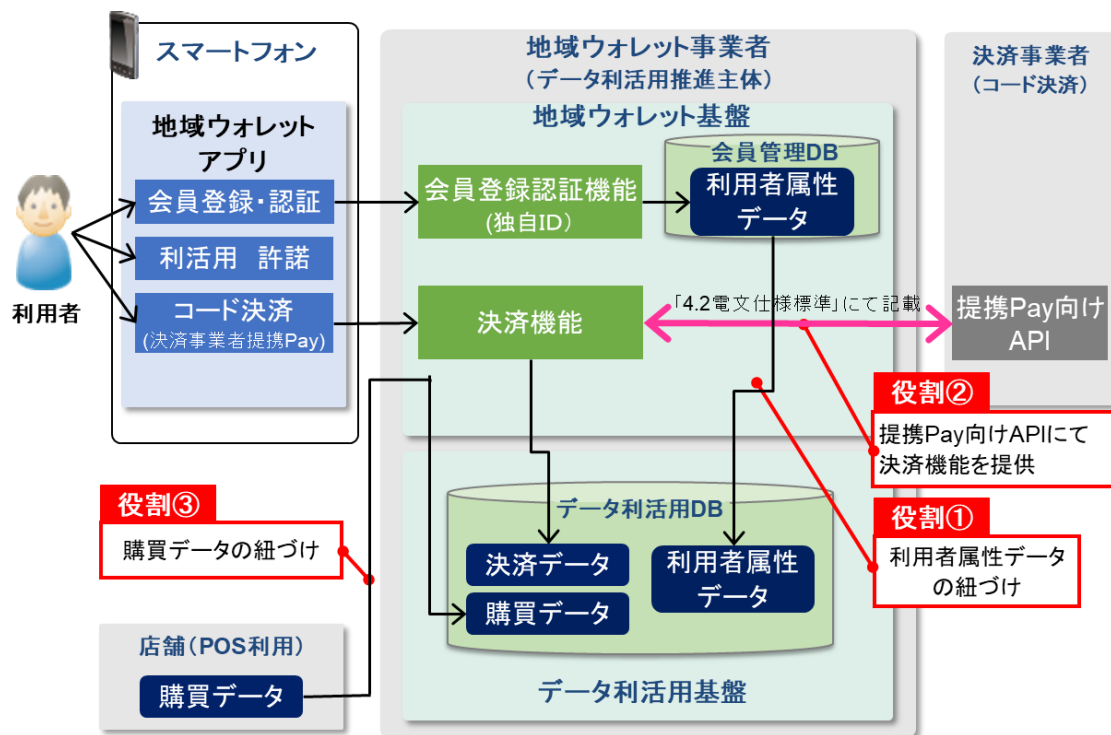 スマートフォン
地域ウォレット
アプリ
会員登録・認証
利活用 許諾
コード決済
(決済事業者提携Pay)
利用者
地域ウォレット事業者
(データ利活用推進主体)
地域ウォレット基盤
会員登録認証機能
(独自ID)
会員管理DB
利用者属性
データ
決済機能
「4.2電文仕様標準」にて記載
決済事業者
(コード決済)
提携Pay向け
API
役割②
提携Pay向けAPIにて
決済機能を提供
役割①
利用者属性データ
の紐づけ
役割③
購買データの紐づけ
データ利活用DB
決済データ
購買データ
利用者属性
データ
データ利活用基盤
店舗(POS利用)
購買データ